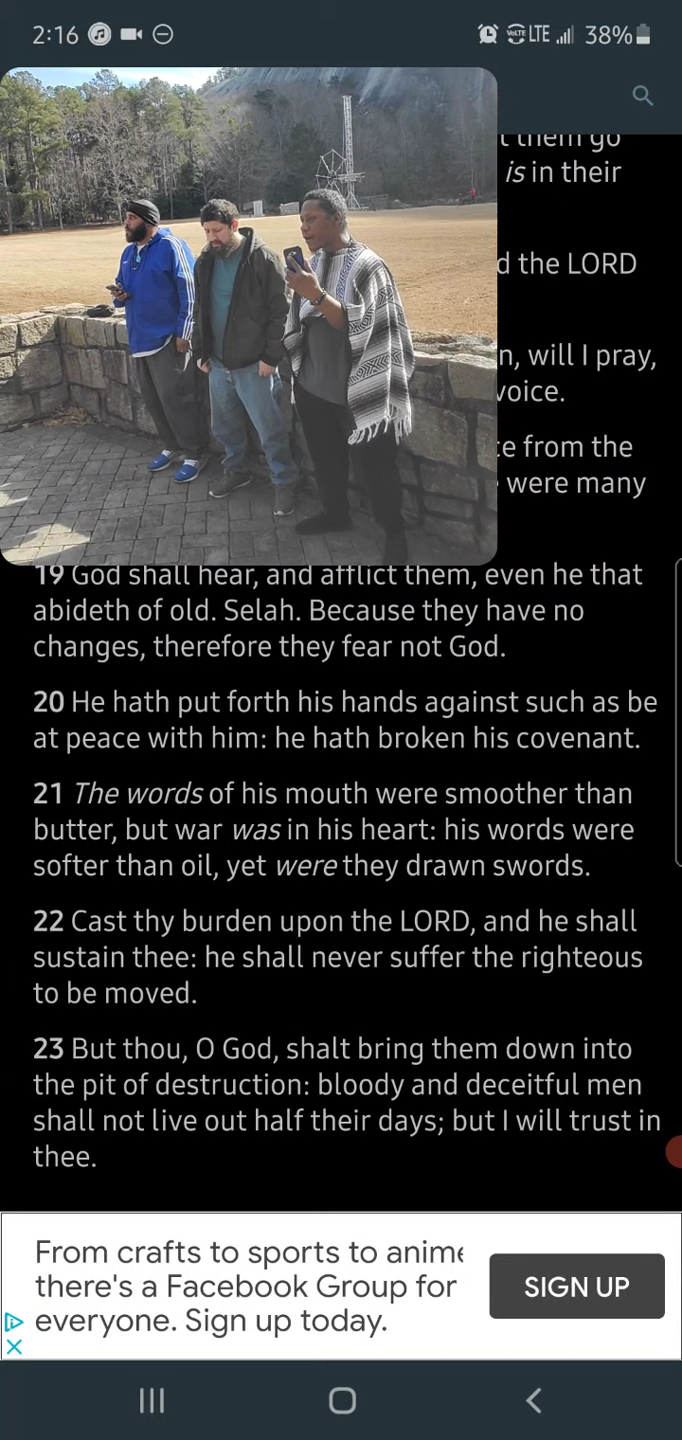 2:16
VoLTE LTE 38%
t them go
is in their
d the LORD
n, will I pray,
voice.
e from the
were many
19 God shall hear, and afflict them, even he that
abideth of old. Selah. Because they have no
changes, therefore they fear not God.
20 He hath put forth his hands against such as be
at peace with him: he hath broken his covenant.
21 The words of his mouth were smoother than
butter, but war was in his heart: his words were
softer than oil, yet were they drawn swords.
22 Cast thy burden upon the LORD, and he shall
sustain thee: he shall never suffer the righteous
to be moved.
23 But thou, O God, shalt bring them down into
the pit of destruction: bloody and deceitful men
shall not live out half their days; but I will trust in
thee.
From crafts to sports to anime
there's a Facebook Group for
everyone. Sign up today.
SIGN UP